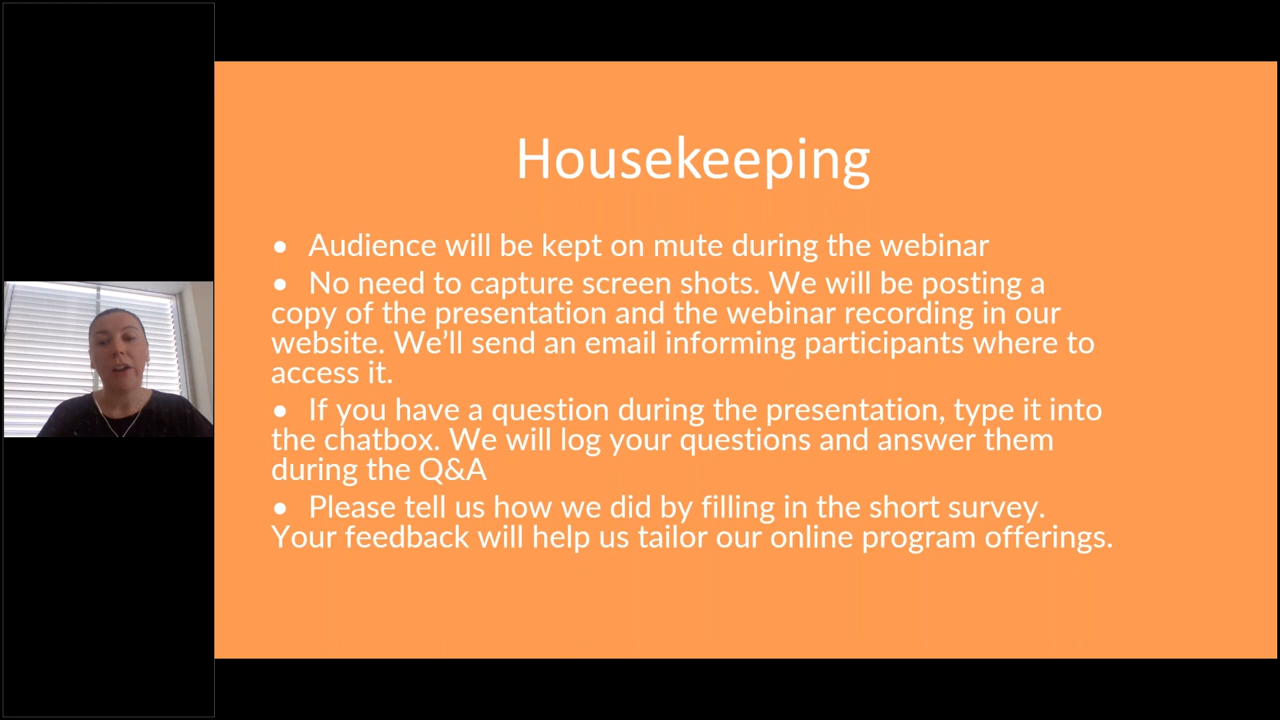 Housekeeping
• Audience will be kept on mute during the webinar
• No need to capture screen shots. We will be posting a
copy of the presentation and the webinar recording in our
website. We’ll send an email informing participants where to
access it.
• If you have a question during the presentation, type it into
the chatbox. We will log your questions and answer them
during the Q&A
• Please tell us how we did by filling in the short survey.
Your feedback will help us tailor our online program offerings.